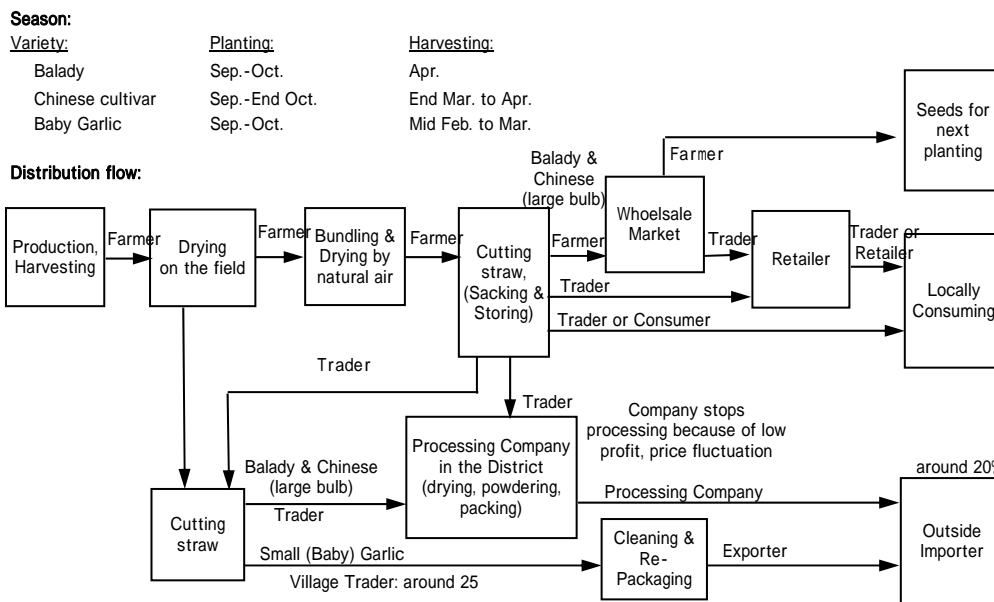 Season:
Variety: Planting: Harvesting:
Balady Sep.-Oct. Apr.
Chinese cultivar Sep.-End Oct. End Mar. to Apr.
Baby Garlic Sep.-Oct. Mid Feb. to Mar.
Distribution flow:
Production,
Harvesting
Farmer
Drying
on the field
Farmer
Bundling &
Drying by
natural air
Farmer
Cutting
straw,
(Sacking &
Storing)
Balady &
Chinese
(large bulb)
Farmer
Whoelsale
Market
Farmer
Seeds for
next
planting
Trader
Retailer
Trader or
Retailer
Trader
Trader or Consumer
Locally
Consuming
Trader
Trader
Cutting
straw
Balady & Chinese
(large bulb)
Trader
Processing Company
in the District
(drying, powdering,
packing)
Company stops
processing because of low
profit, price fluctuation
Processing Company
around 20%
Outside
Importer
Small (Baby) Garlic
Village Trader: around 25
Cleaning &
Re-
Packaging
Exporter